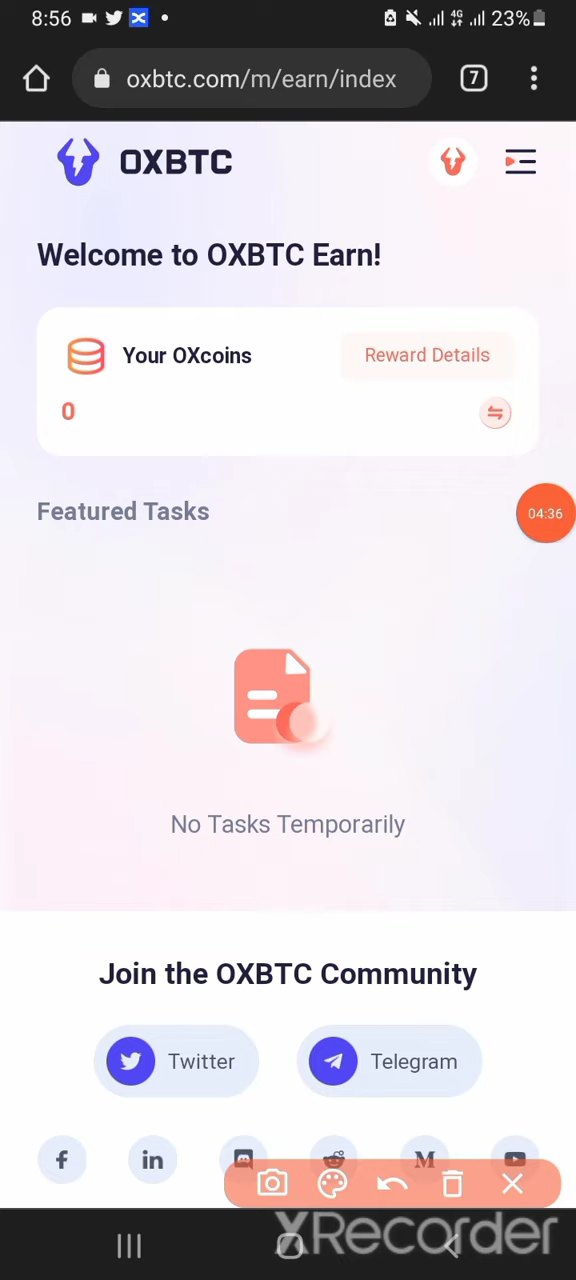 8:56 4G 23%
oxbtc.com/m/earn/index 7
OXBTC
Welcome to OXBTC Earn!
Your OXcoins Reward Details
0
Featured Tasks
04:36
No Tasks Temporarily
Join the OXBTC Community
Twitter Telegram
XRecorder